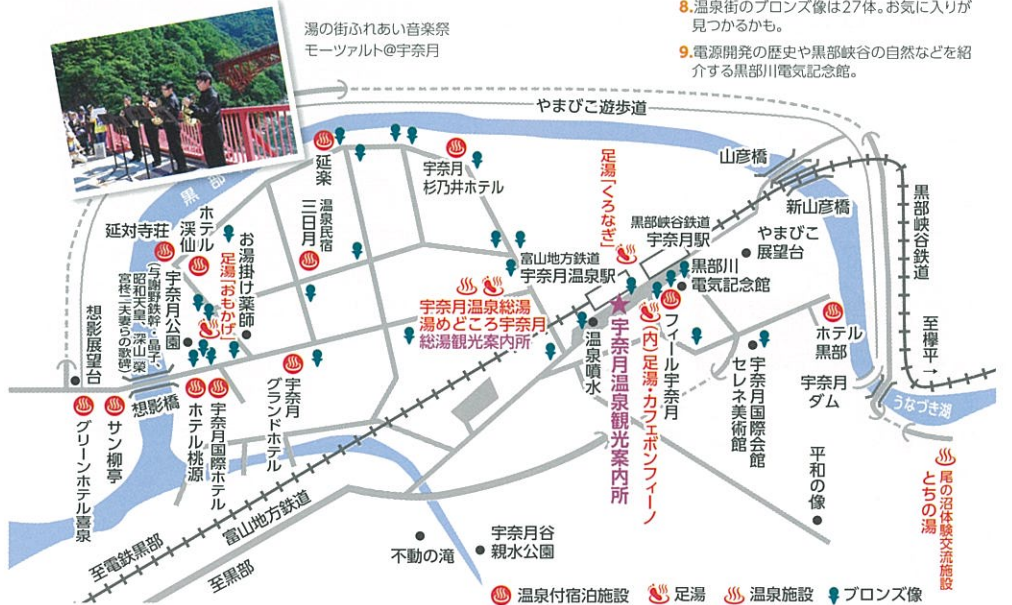 湯の街ふれあい音楽祭
モーツァルト@宇奈月
8.温泉街のブロンズ像は27体。お気に入りが
見つかるかも。
9.電源開発の歴史や黒部峡谷の自然などを紹
介する黒部川電気記念館。
やまびこ遊歩道
黒部
延楽
宇奈月
杉乃井ホテル
足湯「くろなぎ」
山彦橋
新山彦橋
黒部峡谷鉄道
至欅平→
黒部峡谷鉄道
宇奈月駅
やまびこ
展望台
富山地方鉄道
宇奈月温泉駅
黒部川
電気記念館
ホテル
渓仙
延対寺荘
温泉民宿
三日月
お湯掛け薬師
足湯「おもかげ」
宇奈月公園
(与謝野鉄幹・晶子、
昭和天皇、深山榮、
宮柊二夫妻らの歌碑)
宇奈月温泉総湯
湯めどころ宇奈月
総湯観光案内所
想影展望台
想影橋
グリーンホテル喜泉
サン柳亭
ホテル桃源
宇奈月国際ホテル
宇奈月
グランドホテル
温泉噴水
宇奈月温泉観光案内所
フィール宇奈月
(内)足湯・カフェボンフィーノ
宇奈月国際会館
セレネ美術館
ホテル
黒部
宇奈月
ダム
うなづき湖
平和の像
尾の沼体験交流施設
とちの湯
至電鉄黒部
富山地方鉄道
至黒部
不動の滝
宇奈月谷
親水公園
温泉付宿泊施設
足湯
温泉施設
ブロンズ像